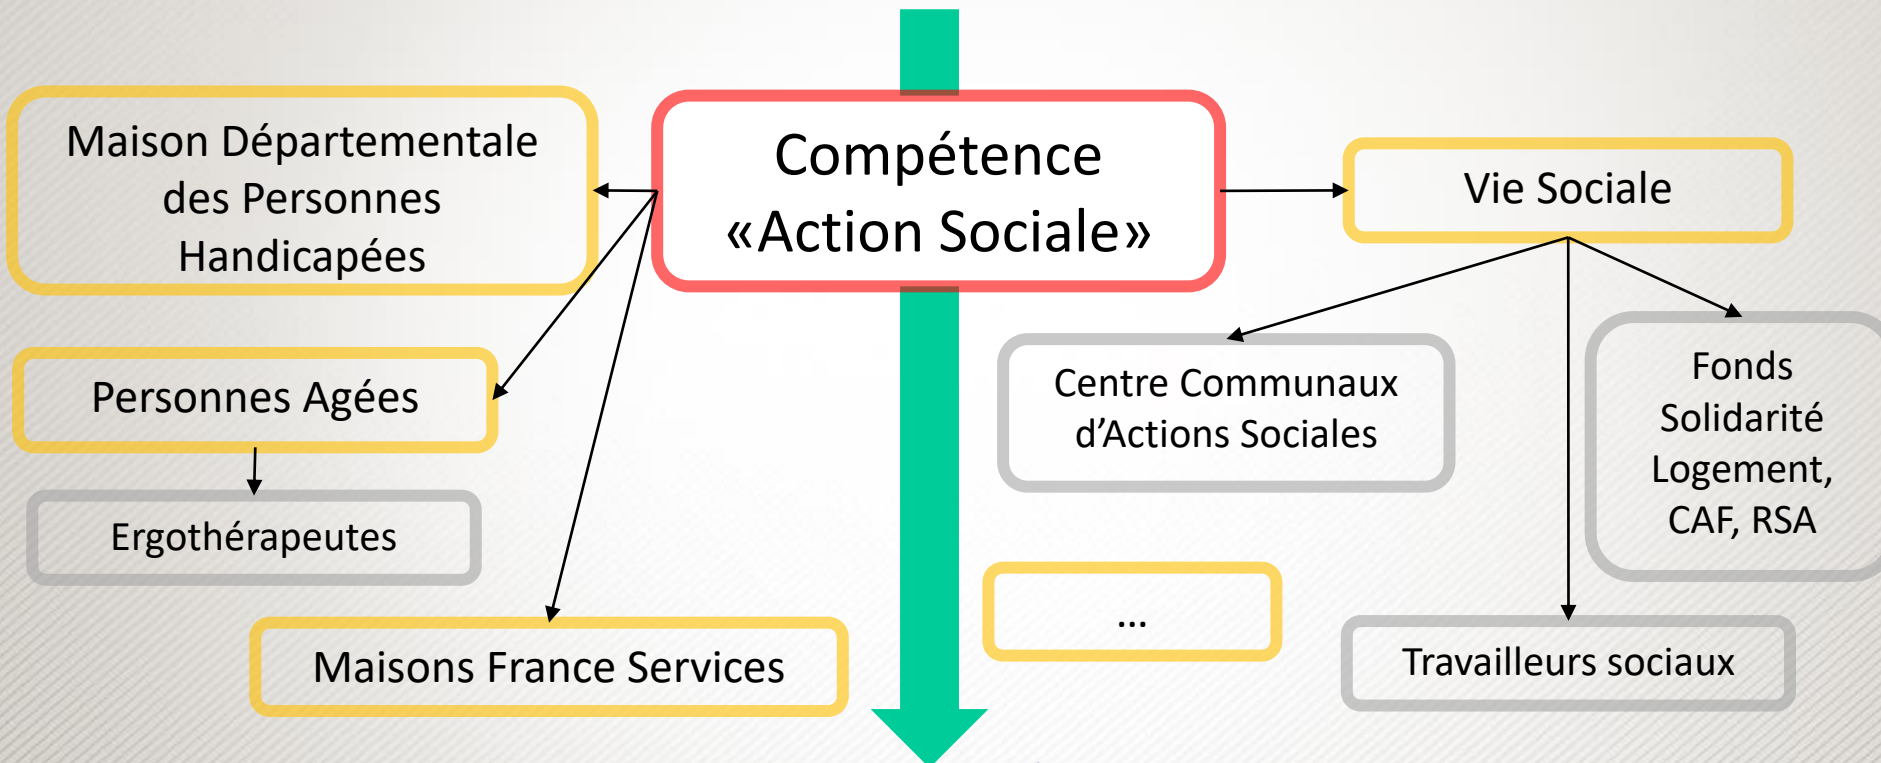 Maison Départementale
des Personnes
Handicapées
Compétence
«Action Sociale»
Vie Sociale
Personnes Agées
Centre Communaux
d’Actions Sociales
Fonds
Solidarité
Logement,
CAF, RSA
Ergothérapeutes
...
Maisons France Services
Travailleurs sociaux